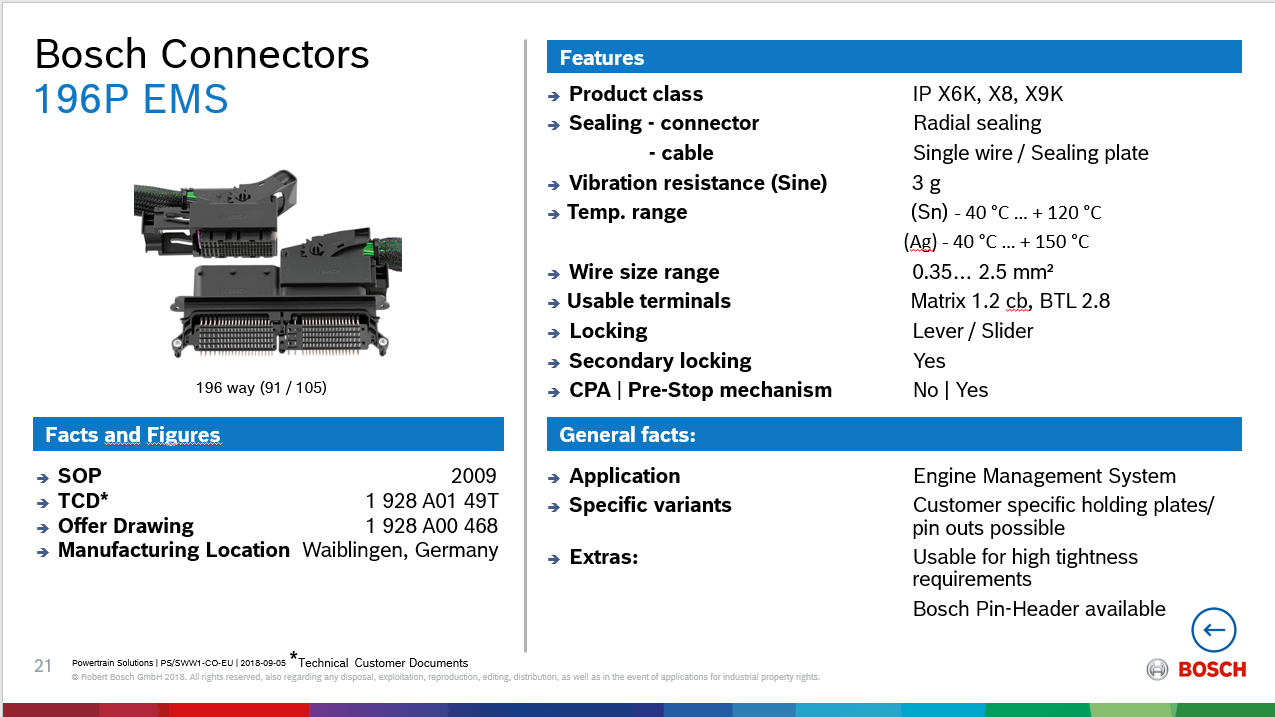 Bosch Connectors
196P EMS
196 way (91 / 105)
Facts and Figures
SOP 2009
TCD* 1 928 A01 49T
Offer Drawing 1 928 A00 468
Manufacturing Location Waiblingen, Germany
Features
Product class IP X6K, X8, X9K
Sealing - connector Radial sealing
- cable Single wire / Sealing plate
Vibration resistance (Sine) 3 g
Temp. range (Sn) - 40 °C ... + 120 °C
(Ag) - 40 °C ... + 150 °C
Wire size range 0.35... 2.5 mm²
Usable terminals Matrix 1.2 cb, BTL 2.8
Locking Lever / Slider
Secondary locking Yes
CPA | Pre-Stop mechanism No | Yes
General facts:
Application Engine Management System
Specific variants Customer specific holding plates/
pin outs possible
Extras: Usable for high tightness
requirements
Bosch Pin-Header available
21 Powertrain Solutions | PS/SWW1-CO-EU | 2018-09-05 *Technical Customer Documents
© Robert Bosch GmbH 2018. All rights reserved, also regarding any disposal, exploitation, reproduction, editing, distribution, as well as in the event of applications for industrial property rights.
BOSCH